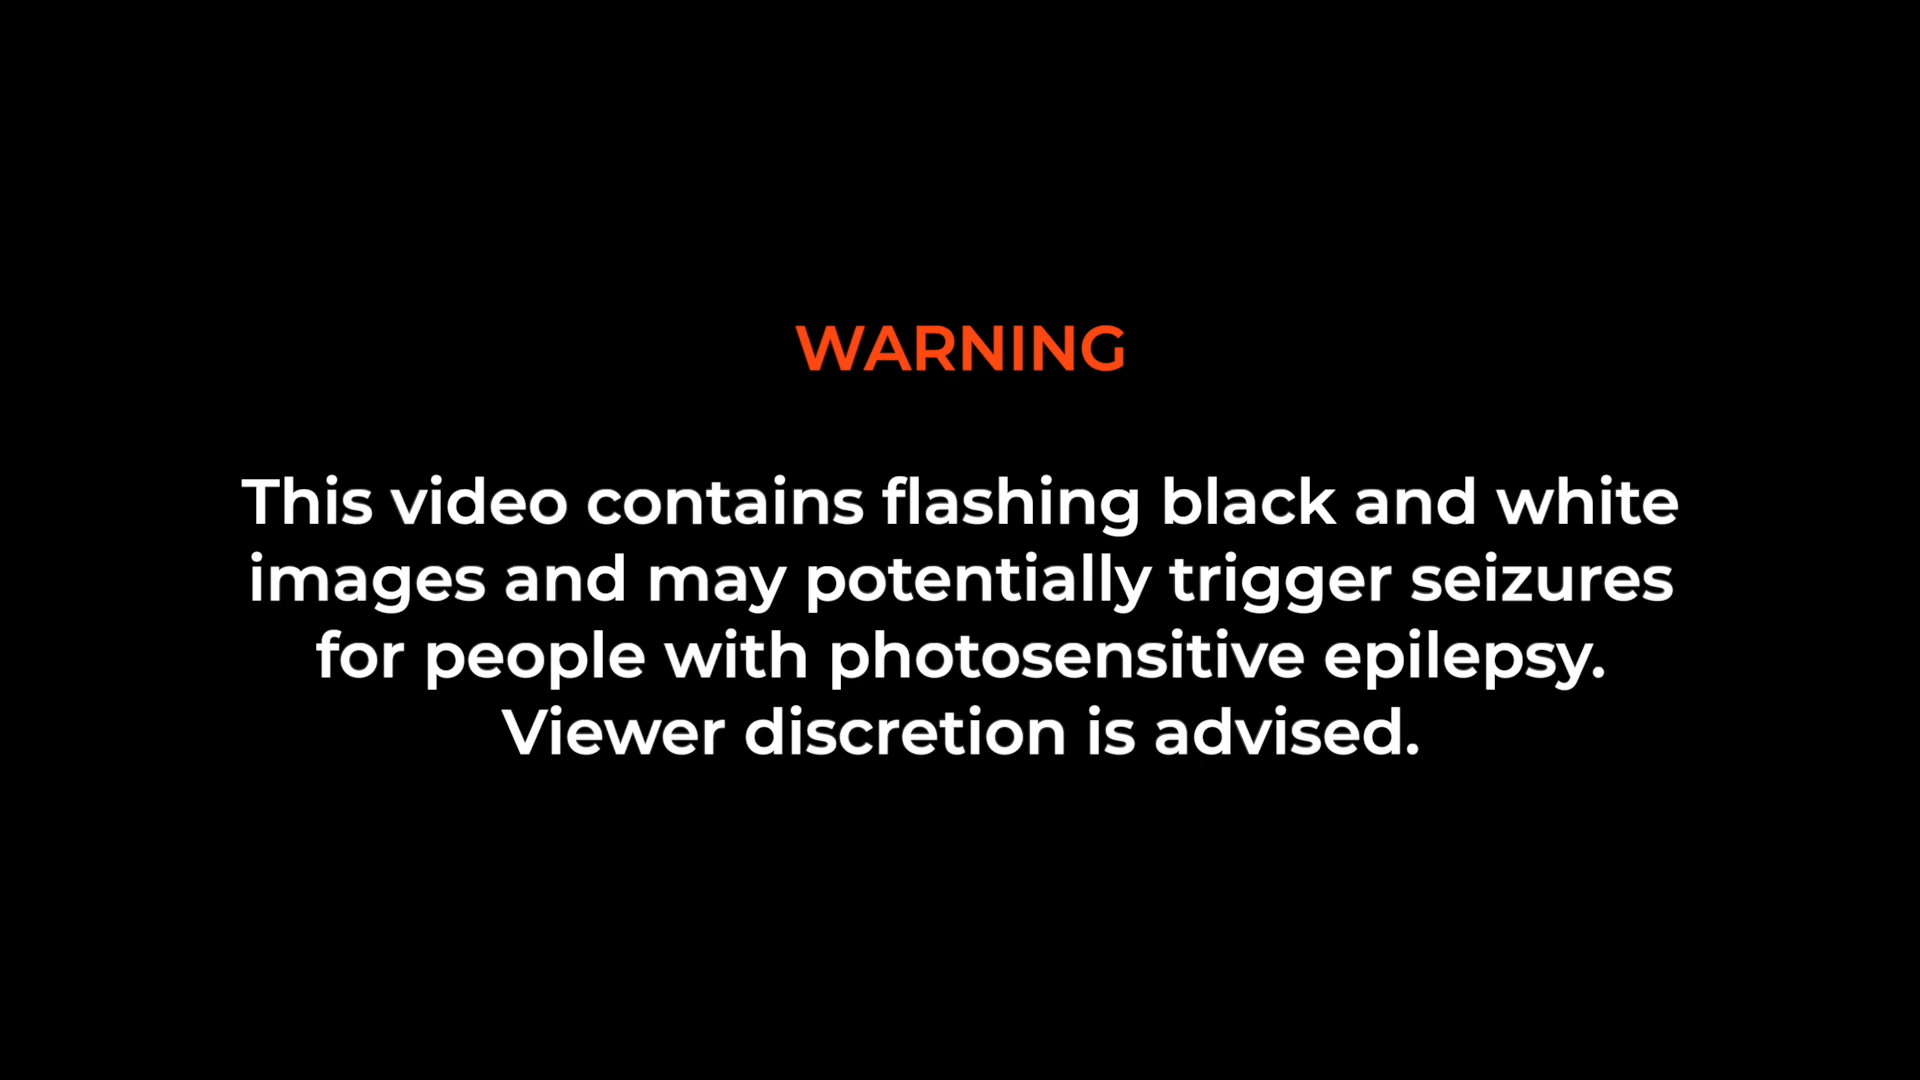 WARNING
This video contains flashing black and white
images and may potentially trigger seizures
for people with photosensitive epilepsy.
Viewer discretion is advised.